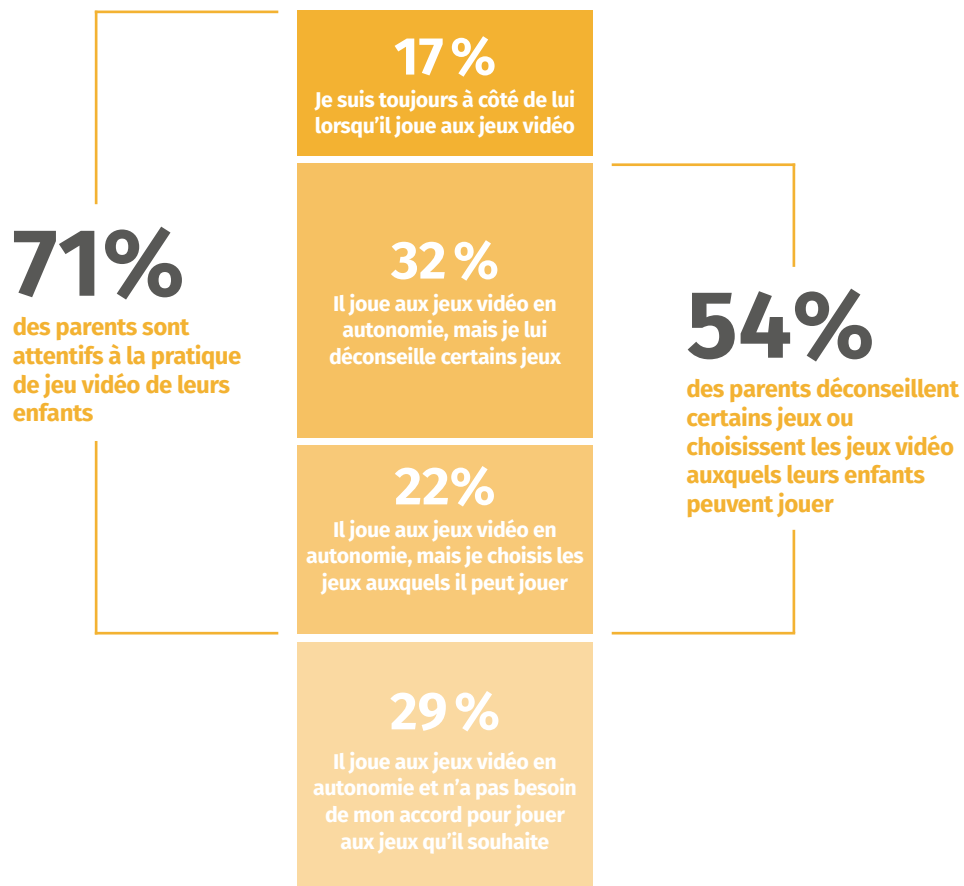 17 %
Je suis toujours à côté de lui
lorsqu'il joue aux jeux vidéo
71%
des parents sont
attentifs à la pratique
de jeu vidéo de leurs
enfants
32 %
Il joue aux jeux vidéo en
autonomie, mais je lui
déconseille certains jeux
54%
des parents déconseillent
certains jeux ou
choisissent les jeux vidéo
auxquels leurs enfants
peuvent jouer
22%
Il joue aux jeux vidéo en
autonomie, mais je choisis les
jeux auxquels il peut jouer
29 %
Il joue aux jeux vidéo en
autonomie et n'a pas besoin
de mon accord pour jouer
aux jeux qu'il souhaite